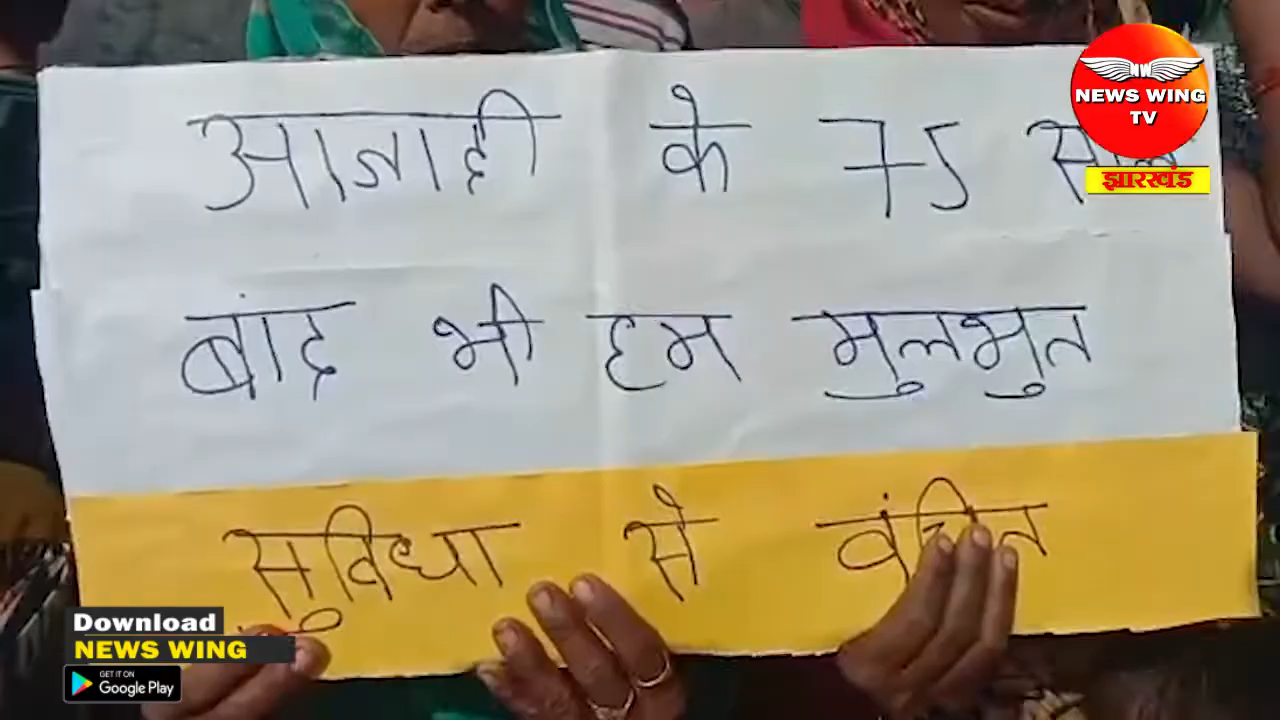 आजादी के 75 साल
बांद भी हम मुलभुत
सुविधा से वंचित
NEWS WING
TV
झारखंड
Download
NEWS WING
GET IT ON
Google Play